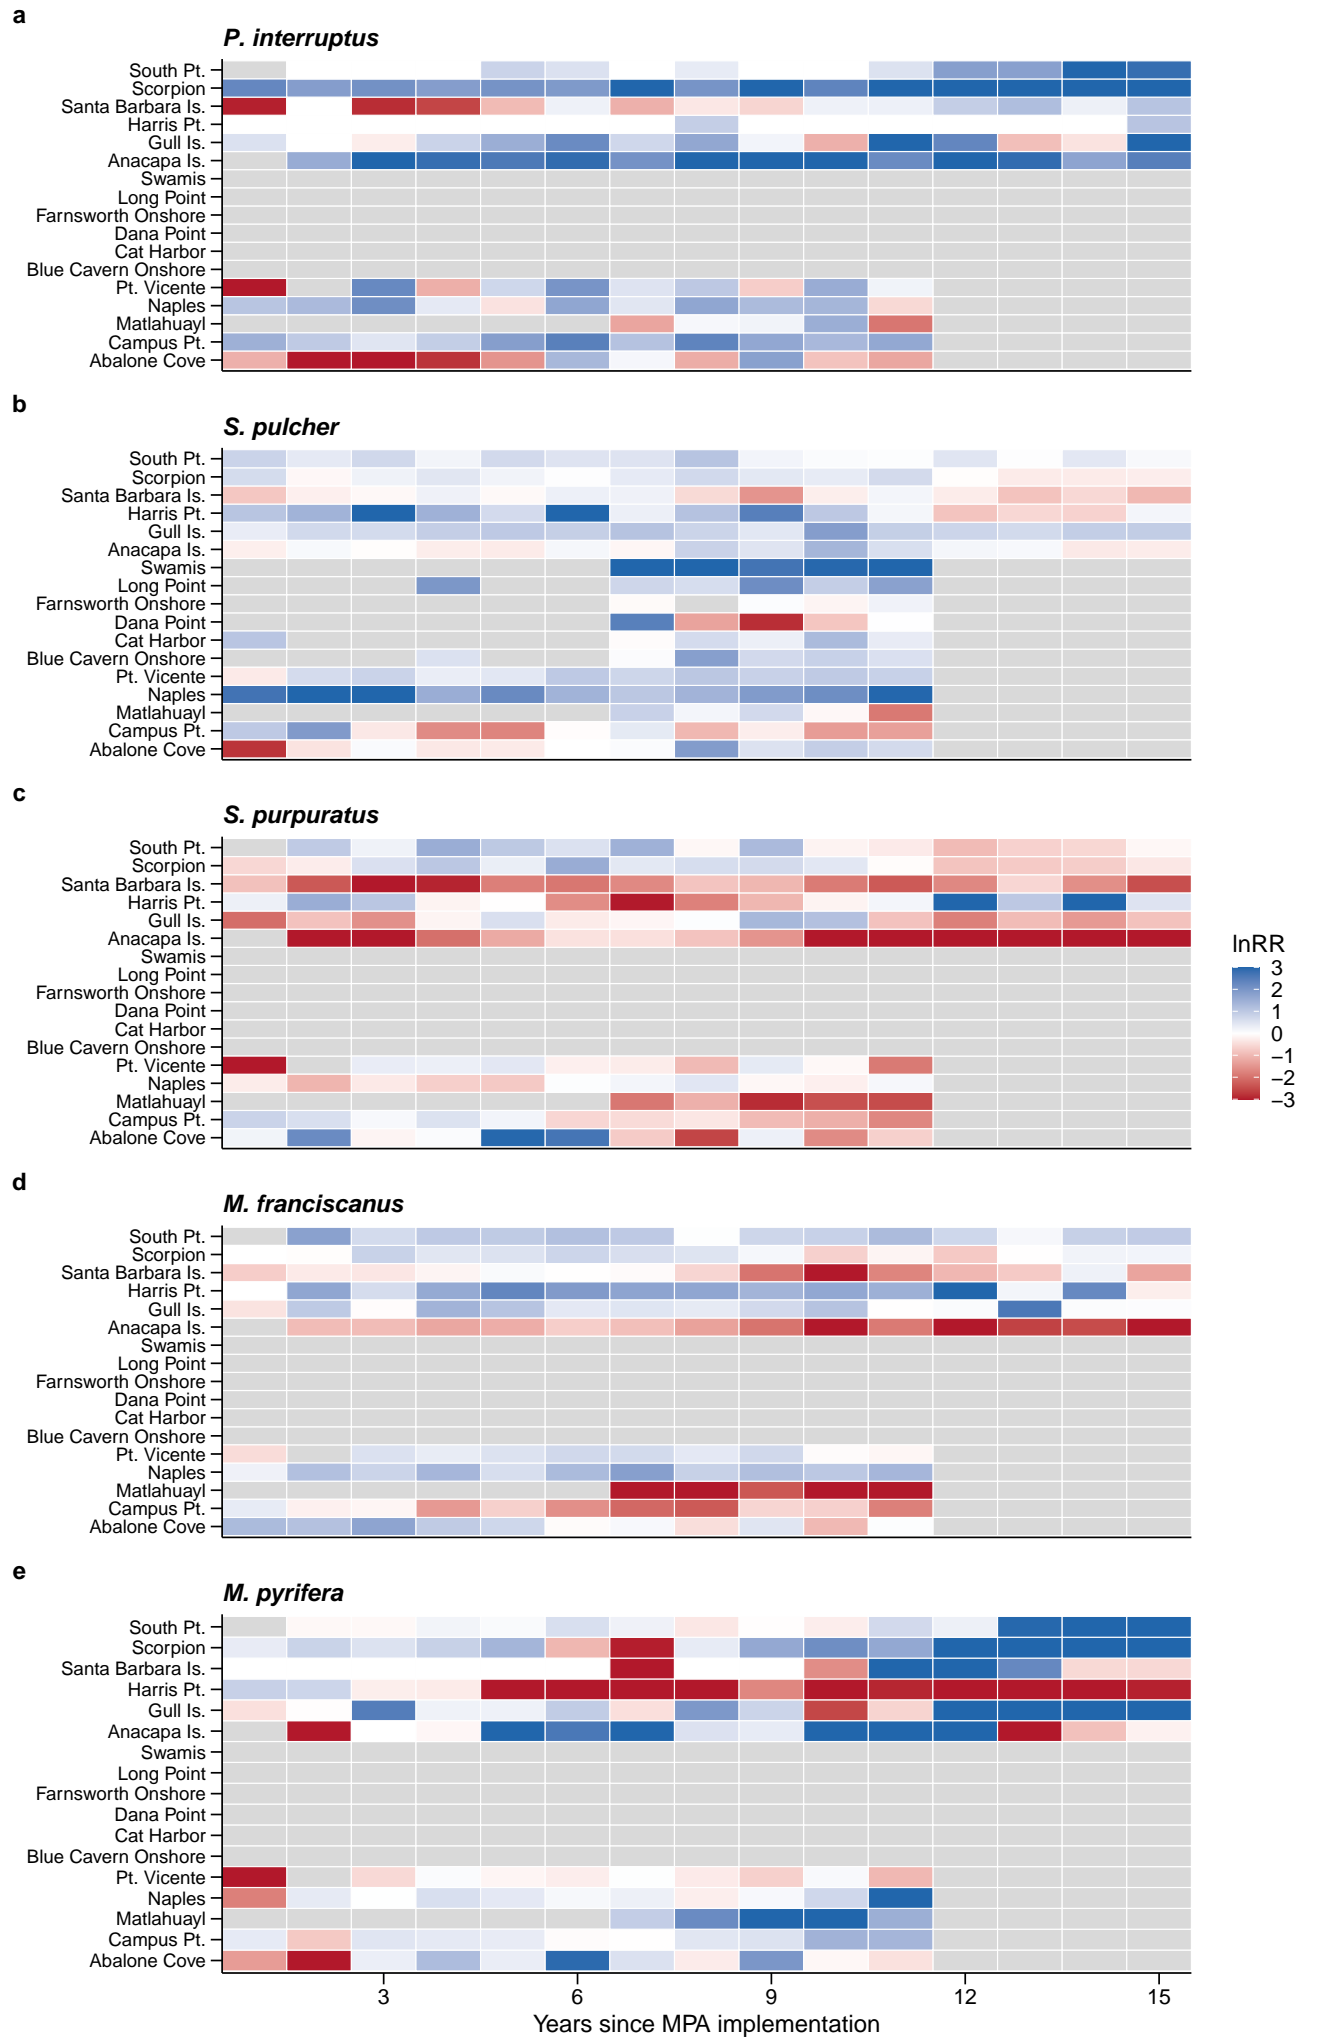 a
P. interruptus
South Pt.
Scorpion
Santa Barbara Is.
Harris Pt.
Gull Is.
Anacapa Is.
Swamis
Long Point
Farnsworth Onshore
Dana Point
Cat Harbor
Blue Cavern Onshore
Pt. Vicente
Naples
Matlahuayl
Campus Pt.
Abalone Cove
b
S. pulcher
South Pt.
Scorpion
Santa Barbara Is.
Harris Pt.
Gull Is.
Anacapa Is.
Swamis
Long Point
Farnsworth Onshore
Dana Point
Cat Harbor
Blue Cavern Onshore
Pt. Vicente
Naples
Matlahuayl
Campus Pt.
Abalone Cove
c
S. purpuratus
South Pt.
Scorpion
Santa Barbara Is.
Harris Pt.
Gull Is.
Anacapa Is.
Swamis
Long Point
Farnsworth Onshore
Dana Point
Cat Harbor
Blue Cavern Onshore
Pt. Vicente
Naples
Matlahuayl
Campus Pt.
Abalone Cove
lnRR
3
2
1
0
−1
−2
−3
d
M. franciscanus
South Pt.
Scorpion
Santa Barbara Is.
Harris Pt.
Gull Is.
Anacapa Is.
Swamis
Long Point
Farnsworth Onshore
Dana Point
Cat Harbor
Blue Cavern Onshore
Pt. Vicente
Naples
Matlahuayl
Campus Pt.
Abalone Cove
e
M. pyrifera
South Pt.
Scorpion
Santa Barbara Is.
Harris Pt.
Gull Is.
Anacapa Is.
Swamis
Long Point
Farnsworth Onshore
Dana Point
Cat Harbor
Blue Cavern Onshore
Pt. Vicente
Naples
Matlahuayl
Campus Pt.
Abalone Cove
3 6 9 12 15
Years since MPA implementation